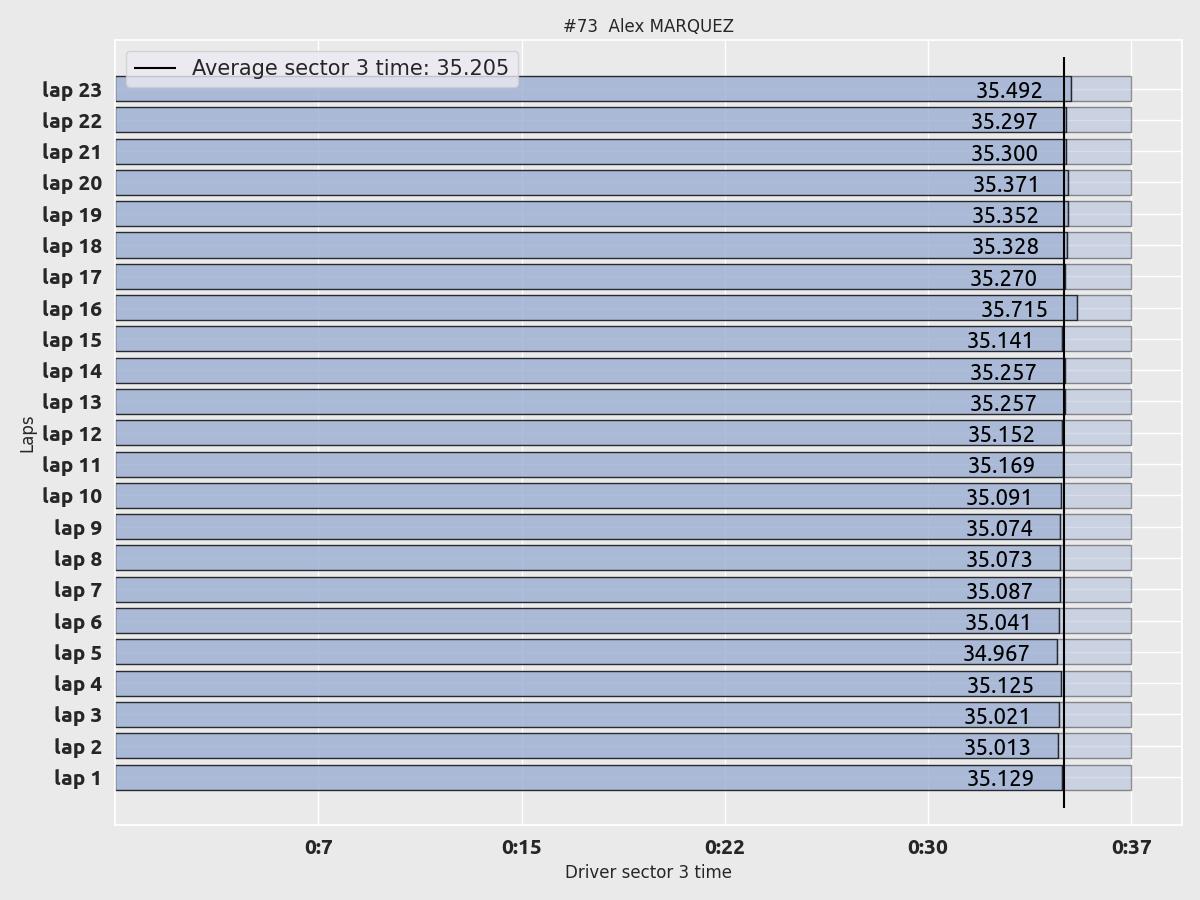 #73 Alex MARQUEZ
Average sector 3 time: 35.205
lap 23 35.492
lap 22 35.297
lap 21 35.300
lap 20 35.371
lap 19 35.352
lap 18 35.328
lap 17 35.270
lap 16 35.715
lap 15 35.141
lap 14 35.257
lap 13 35.257
lap 12 35.152
lap 11 35.169
lap 10 35.091
lap 9 35.074
lap 8 35.073
lap 7 35.087
lap 6 35.041
lap 5 34.967
lap 4 35.125
lap 3 35.021
lap 2 35.013
lap 1 35.129
Laps
0:7 0:15 0:22 0:30 0:37
Driver sector 3 time